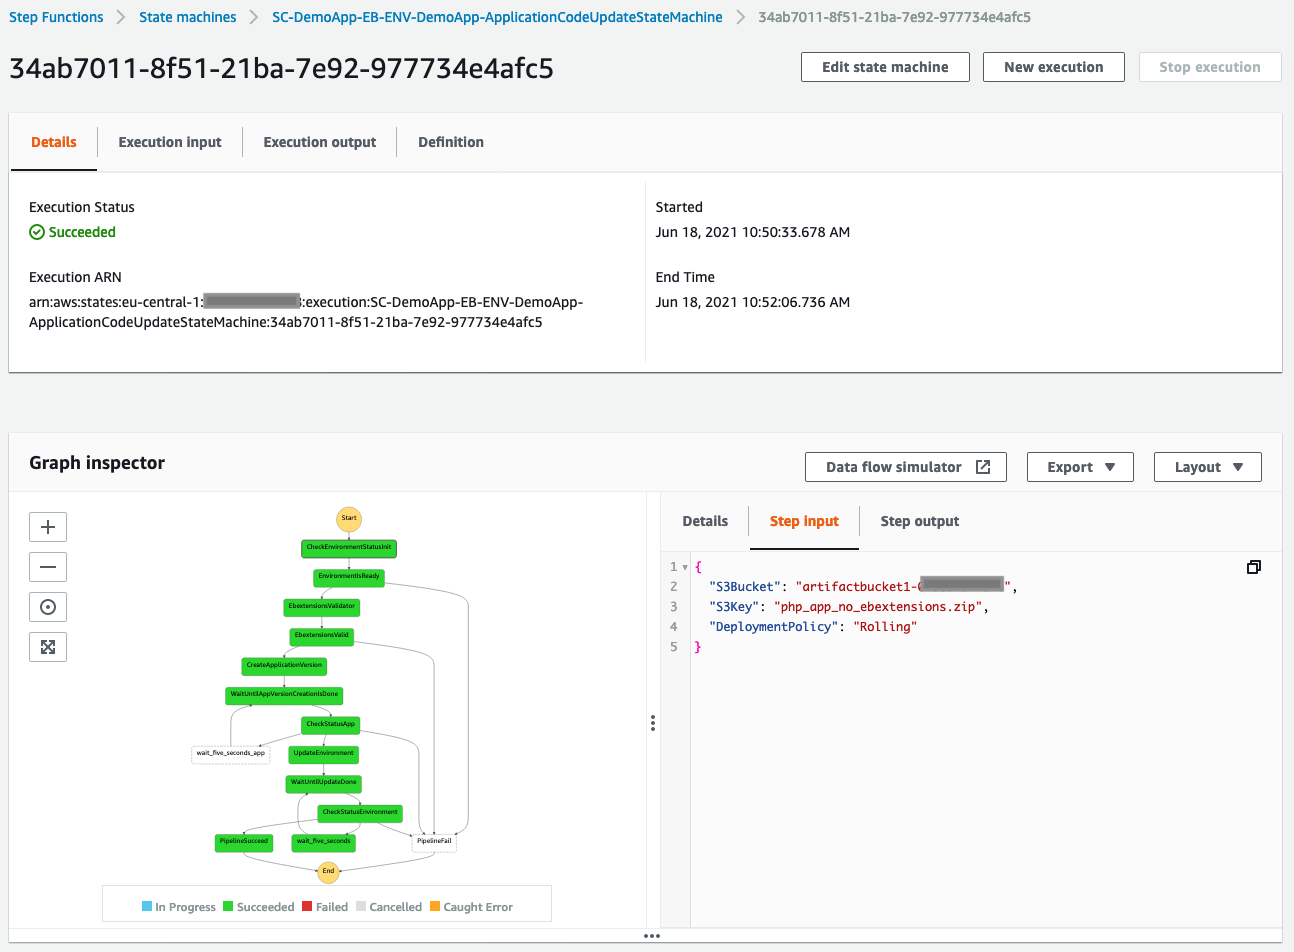 Step Functions > State machines > SC-DemoApp-EB-ENV-DemoApp-ApplicationCodeUpdateStateMachine > 34ab7011-8f51-21ba-7e92-977734e4afc5
34ab7011-8f51-21ba-7e92-977734e4afc5
Edit state machine
New execution
Stop execution
Details
Execution input
Execution output
Definition
Execution Status
Succeeded
Execution ARN
arn:aws:states:eu-central-1: :execution:SC-DemoApp-EB-ENV-DemoApp-
ApplicationCodeUpdateStateMachine:34ab7011-8f51-21ba-7e92-977734e4afc5
Started
Jun 18, 2021 10:50:33.678 AM
End Time
Jun 18, 2021 10:52:06.736 AM
Graph inspector
Data flow simulator
Export
Layout
Start
CheckEnvironmentStatusInit
EnvironmentIsReady
EbextensionsValidator
EbextensionsValid
CreateApplicationVersion
WaitUntilAppVersionCreationIsDone
CheckStatusApp
wait_five_seconds_app
UpdateEnvironment
WaitUntilUpdateDone
CheckStatusEnvironment
PipelineSucceed
wait_five_seconds
PipelineFail
End
In Progress
Succeeded
Failed
Cancelled
Caught Error
Details
Step input
Step output
1 {
2 "S3Bucket": "artifactbucket1- ",
3 "S3Key": "php_app_no_ebextensions.zip",
4 "DeploymentPolicy": "Rolling"
5 }